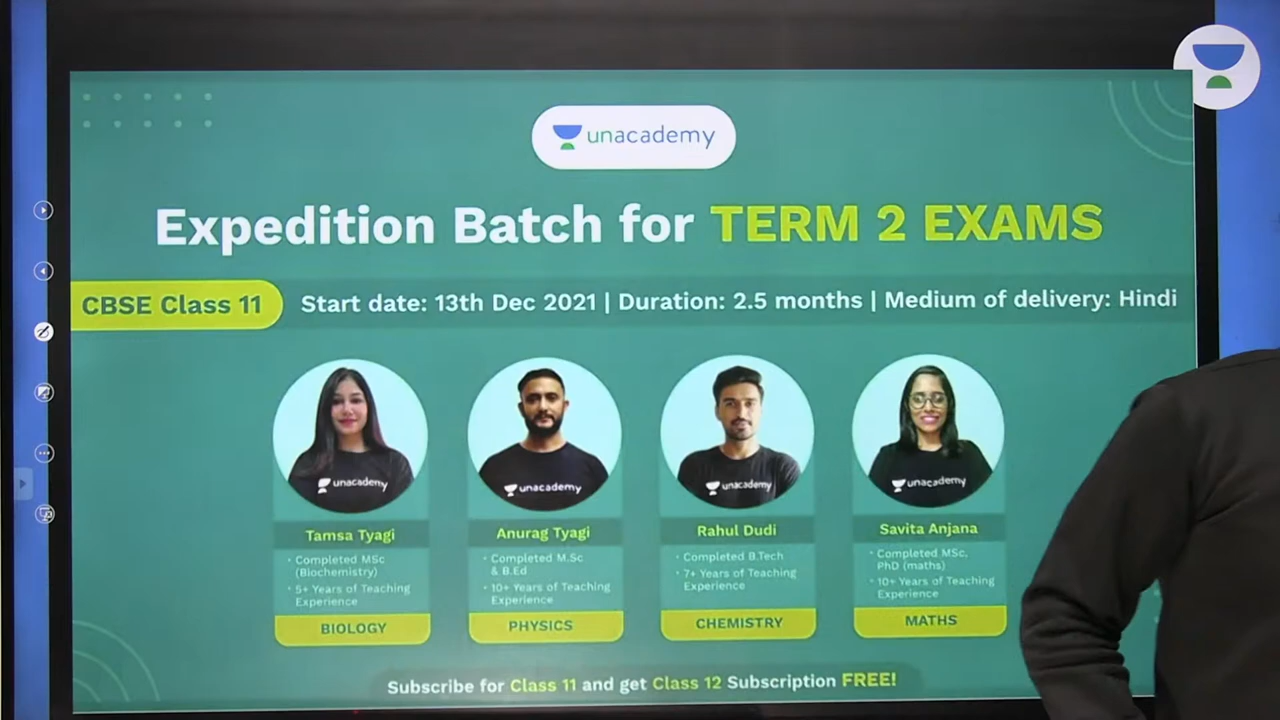 unacademy
Expedition Batch for TERM 2 EXAMS
CBSE Class 11
Start date: 13th Dec 2021 | Duration: 2.5 months | Medium of delivery: Hindi
unacademy
unacademy
unacademy
unacademy
Tamsa Tyagi
• Completed MSc
(Biochemistry)
• 5+ Years of Teaching
Experience
BIOLOGY
Anurag Tyagi
• Completed M.Sc
& B.Ed
• 10+ Years of Teaching
Experience
PHYSICS
Rahul Dudi
• Completed B.Tech
• 7+ Years of Teaching
Experience
CHEMISTRY
Savita Anjana
• Completed MSc,
PhD (maths)
• 10+ Years of Teaching
Experience
MATHS
Subscribe for Class 11 and get Class 12 Subscription FREE!